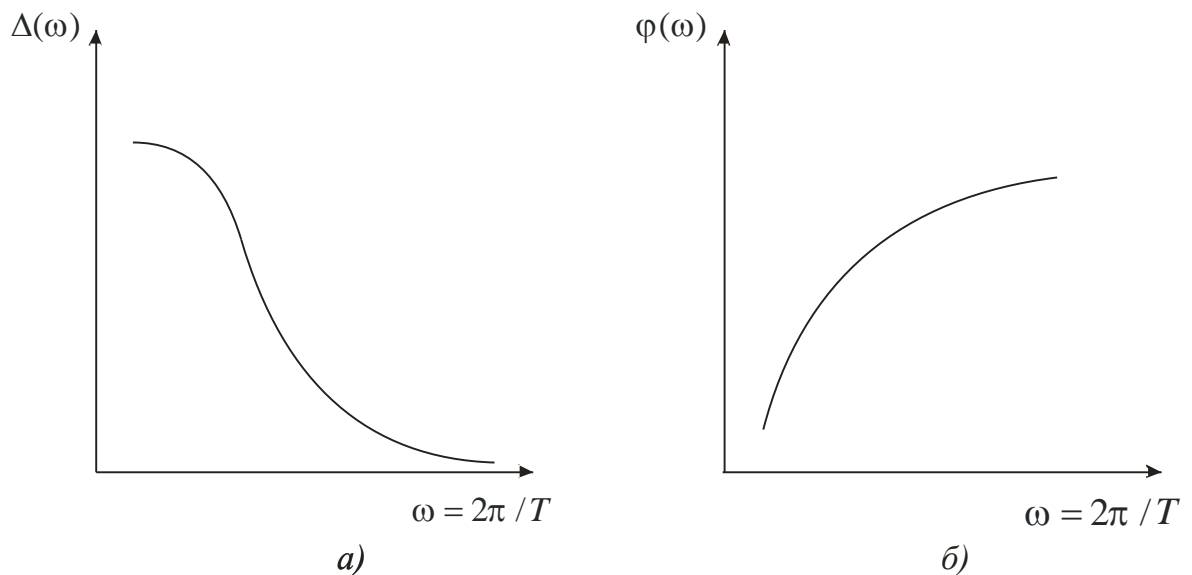 Δ(ω)
φ(ω)
ω = 2π / T
ω = 2π / T
а)
б)